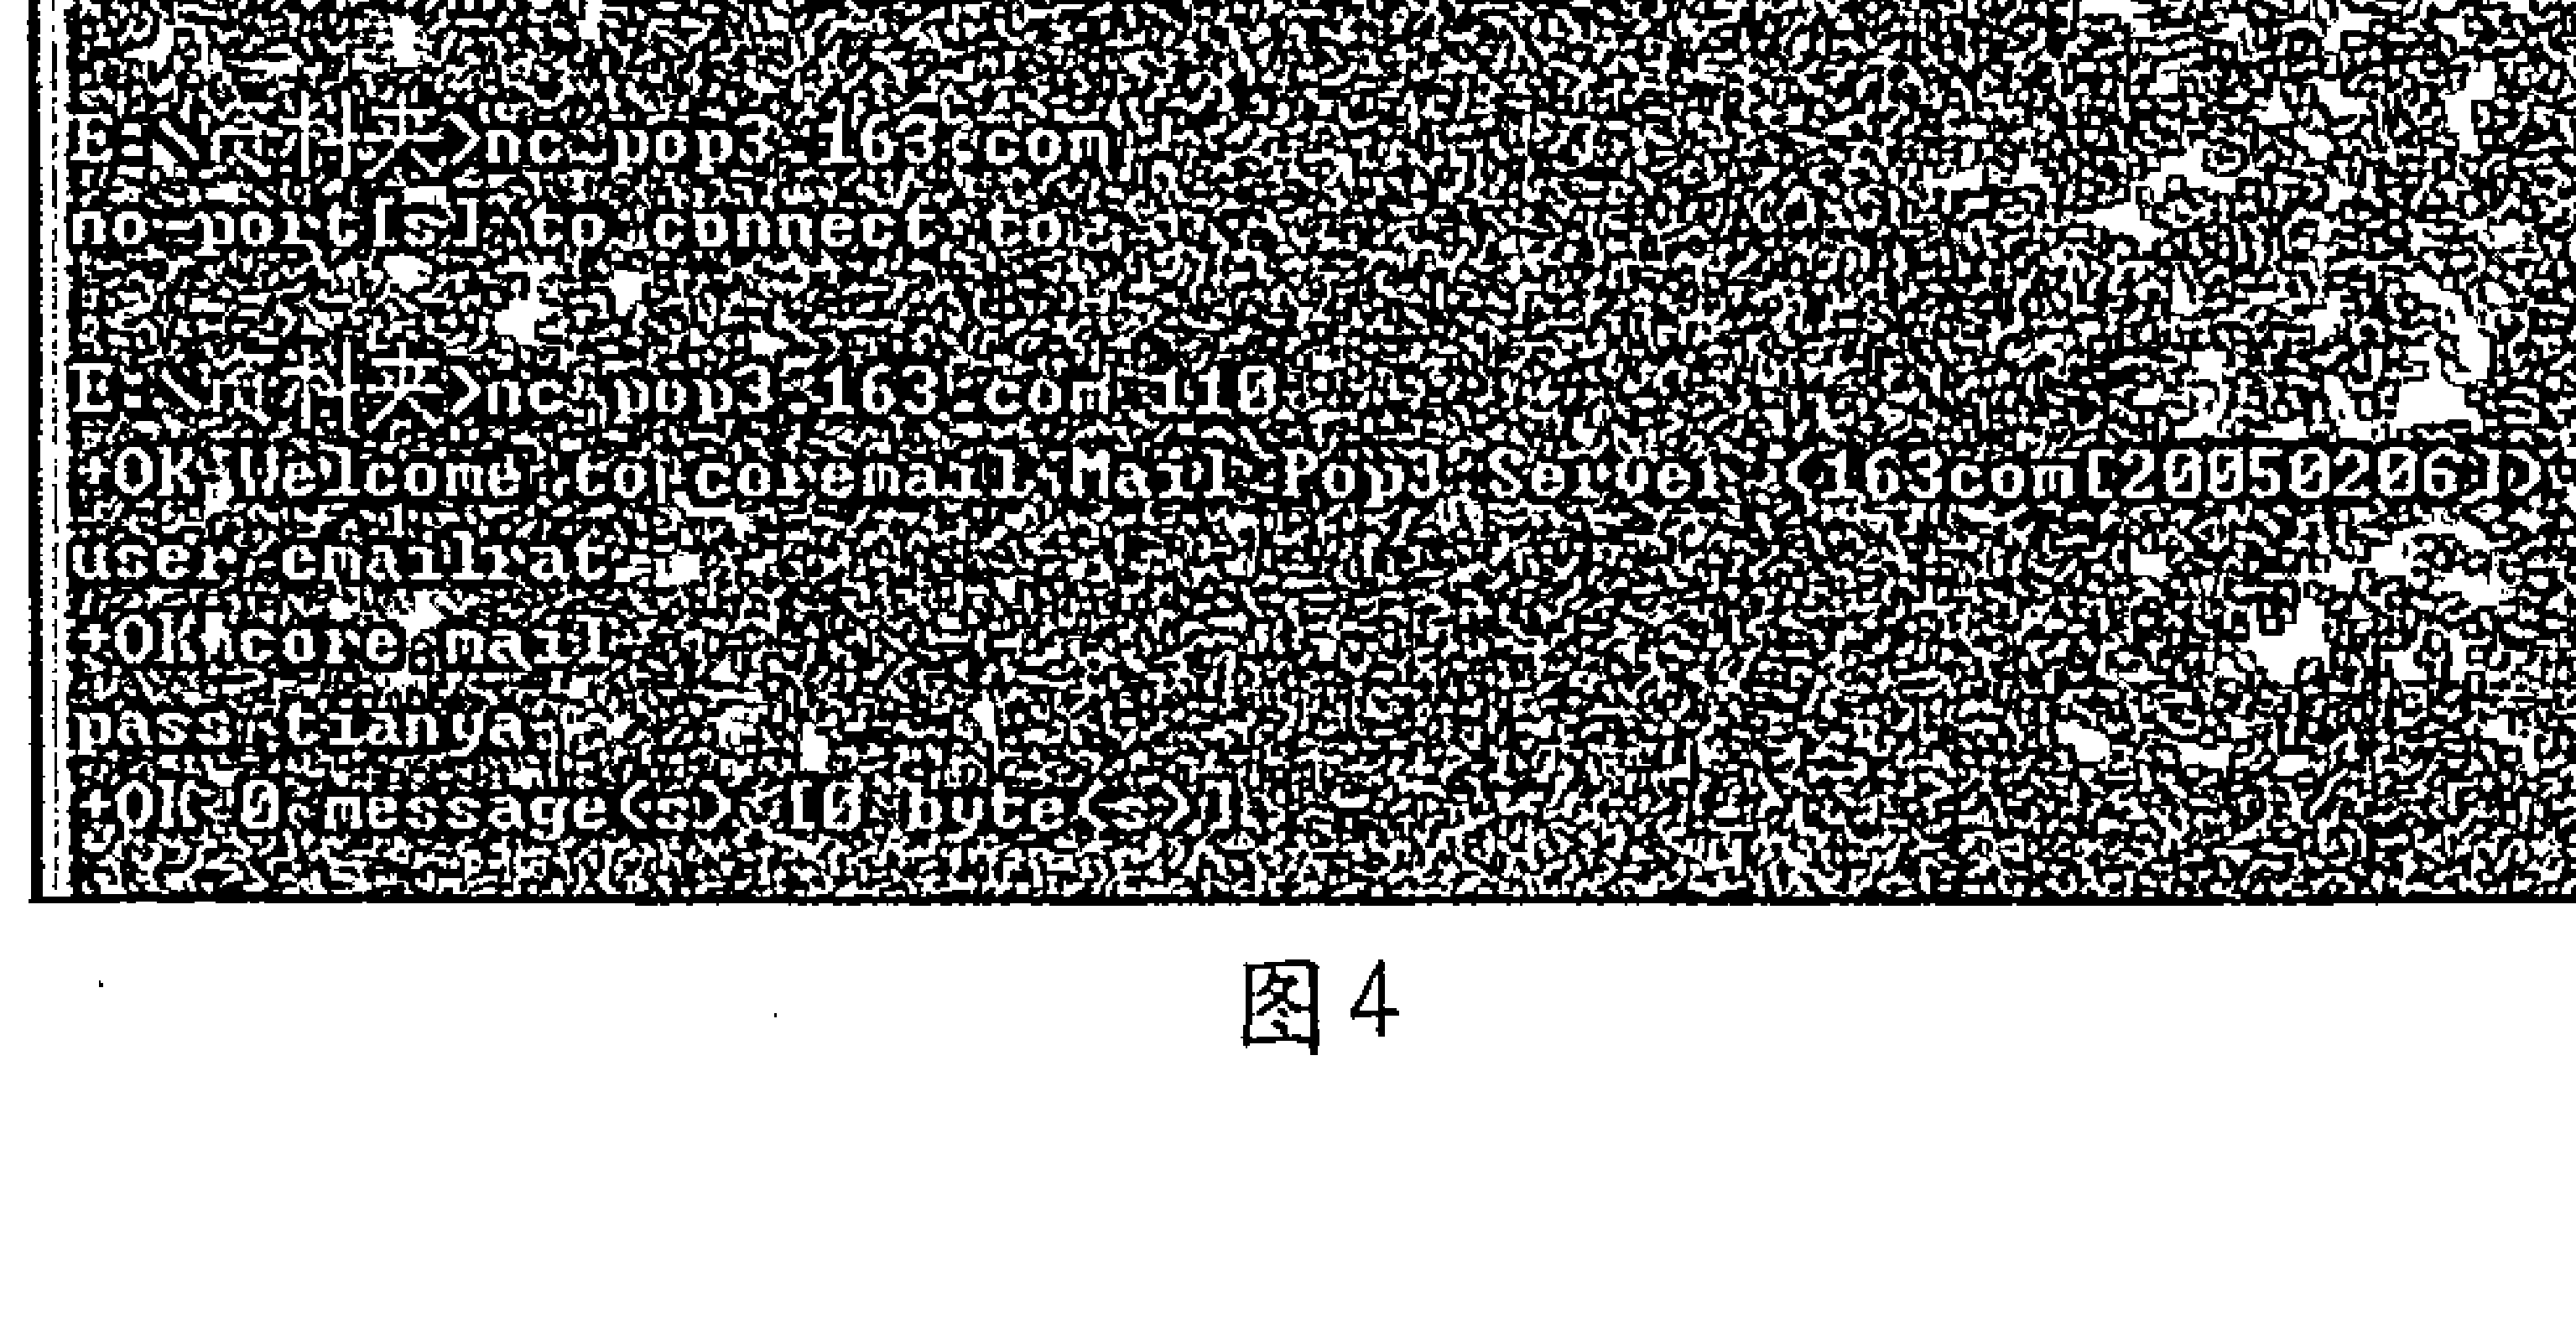 E:\资料夹>nc pop3.163.com
no port[s] to connect to
E:\资料夹>nc pop3.163.com 110
+OK Welcome to coremail Mail Pop3 Server (163com[20050206])
user emailrat
+OK core mail
pass tianya
+OK 0 message(s) [0 byte(s)]
图 4